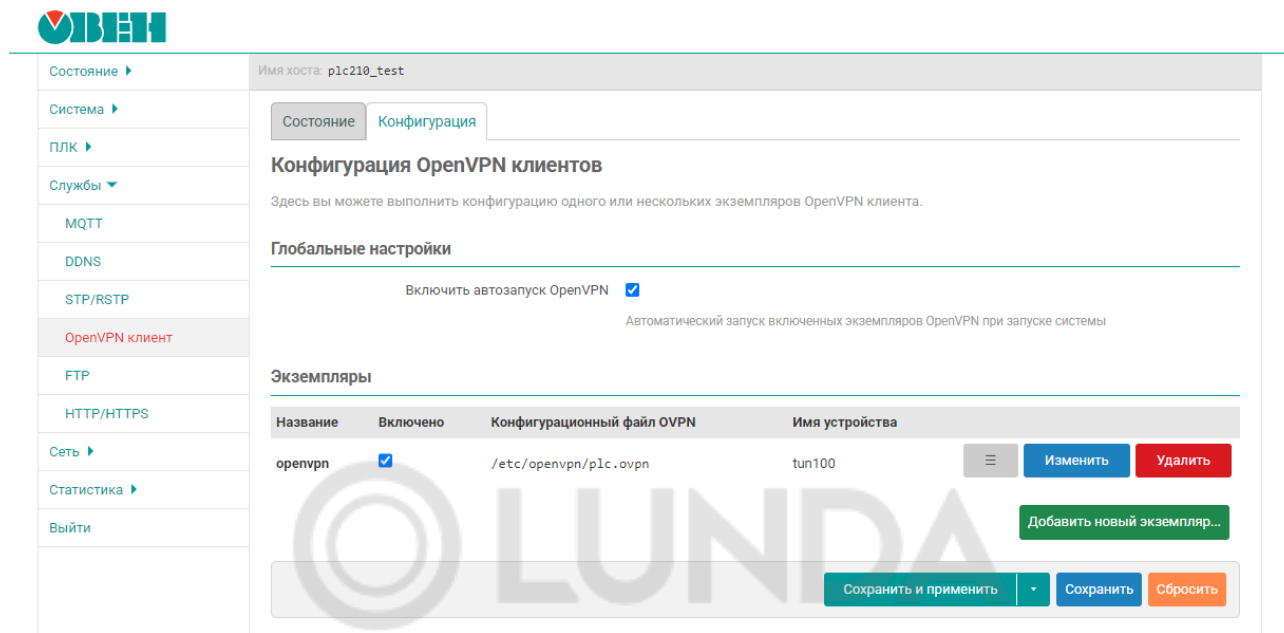 ОВЕН
Имя хоста: plc210_test
Состояние
Система
ПЛК
Службы
MQTT
DDNS
STP/RSTP
OpenVPN клиент
FTP
HTTP/HTTPS
Сеть
Статистика
Выйти
Состояние Конфигурация
Конфигурация OpenVPN клиентов
Здесь вы можете выполнить конфигурацию одного или нескольких экземпляров OpenVPN клиента.
Глобальные настройки
Включить автозапуск OpenVPN
Автоматический запуск включенных экземпляров OpenVPN при запуске системы
Экземпляры
Название Включено Конфигурационный файл OVPN Имя устройства
openvpn /etc/openvpn/plc.ovpn tun100 Изменить Удалить
Добавить новый экземпляр...
Сохранить и применить Сохранить Сбросить
LUNDA